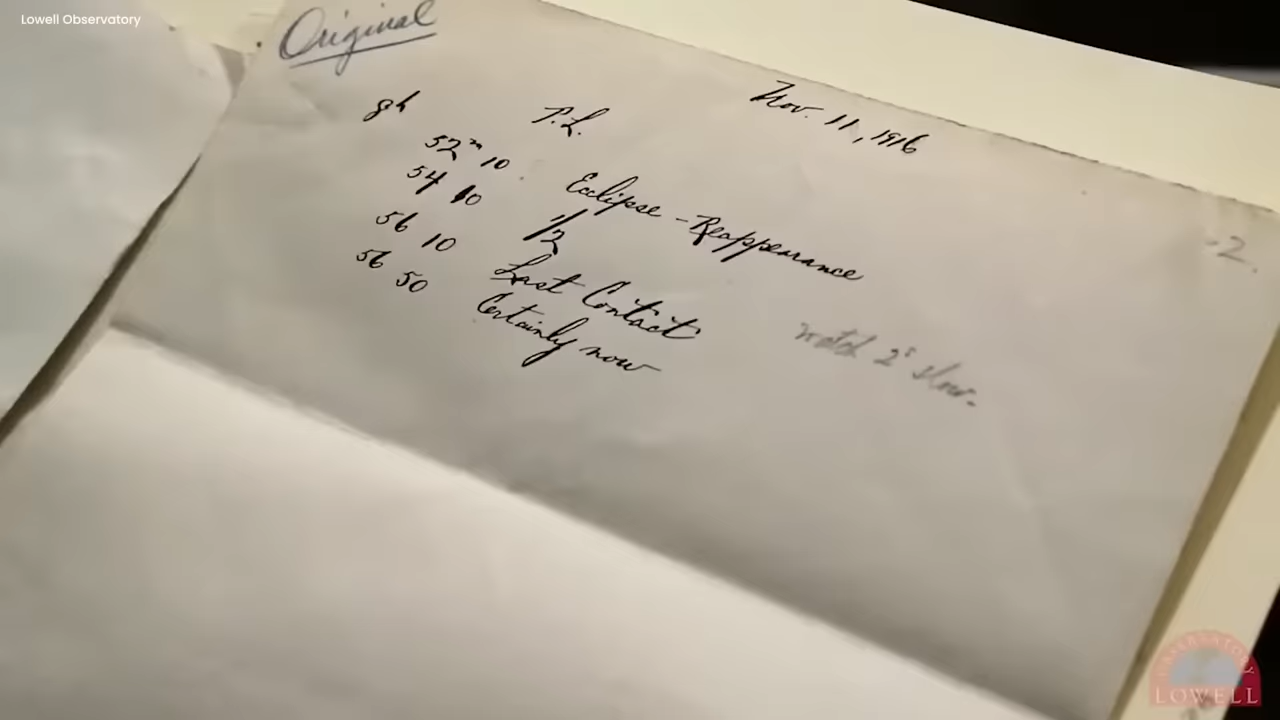 Lowell Observatory
Original
Nov. 11, 1916
8h P.L.
52m 10 Eclipse - Reappearance
54 10 1/2
56 10 Last Contact
56 50 Certainly now
watch 2s slow.
-2.
LOWELL